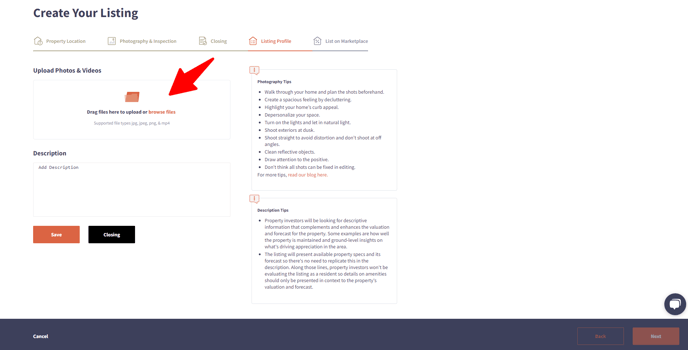 Create Your Listing
Property Location
Photography & Inspection
Closing
Listing Profile
List on Marketplace
Upload Photos & Videos
Drag files here to upload or browse files
Supported file types jpg, jpeg, png, & mp4
Description
Add Description
Save
Closing
Photography Tips
• Walk through your home and plan the shots beforehand.
• Create a spacious feeling by decluttering.
• Highlight your home's curb appeal.
• Depersonalize your space.
• Turn on the lights and let in natural light.
• Shoot exteriors at dusk.
• Shoot straight to avoid distortion and don't shoot at off
angles.
• Clean reflective objects.
• Draw attention to the positive.
• Don't think all shots can be fixed in editing.
For more tips, read our blog here.
Description Tips
• Property investors will be looking for descriptive
information that complements and enhances the valuation
and forecast for the property. Some examples are how well
the property is maintained and ground-level insights on
what's driving appreciation in the area.
• The listing will present available property specs and its
forecast so there's no need to replicate this in the
description. Along those lines, property investors won't be
evaluating the listing as a resident so details on amenities
should only be presented in context to the property's
valuation and forecast.
Cancel
Back
Next